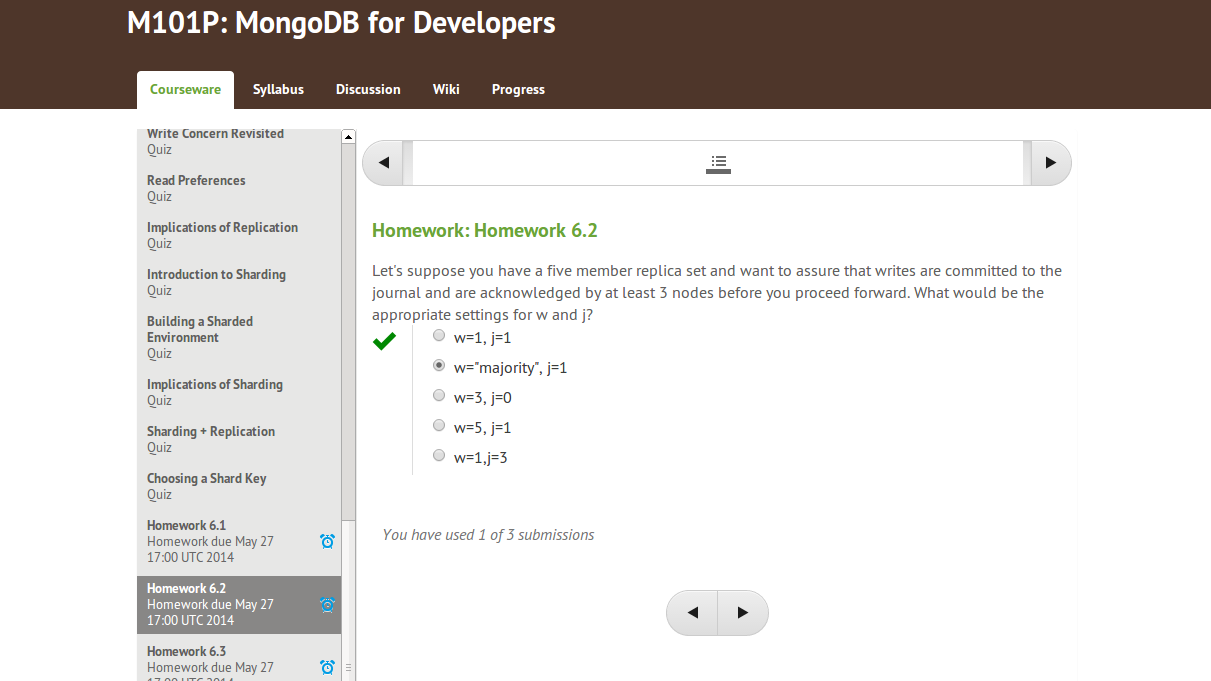 M101P: MongoDB for Developers
Courseware Syllabus Discussion Wiki Progress
Write Concern Revisited
Quiz
Read Preferences
Quiz
Implications of Replication
Quiz
Introduction to Sharding
Quiz
Building a Sharded
Environment
Quiz
Implications of Sharding
Quiz
Sharding + Replication
Quiz
Choosing a Shard Key
Quiz
Homework 6.1
Homework due May 27
17:00 UTC 2014
Homework 6.2
Homework due May 27
17:00 UTC 2014
Homework 6.3
Homework due May 27
17:00 UTC 2014
Homework: Homework 6.2
Let's suppose you have a five member replica set and want to assure that writes are committed to the
journal and are acknowledged by at least 3 nodes before you proceed forward. What would be the
appropriate settings for w and j?
w=1, j=1
w="majority", j=1
w=3, j=0
w=5, j=1
w=1,j=3
You have used 1 of 3 submissions